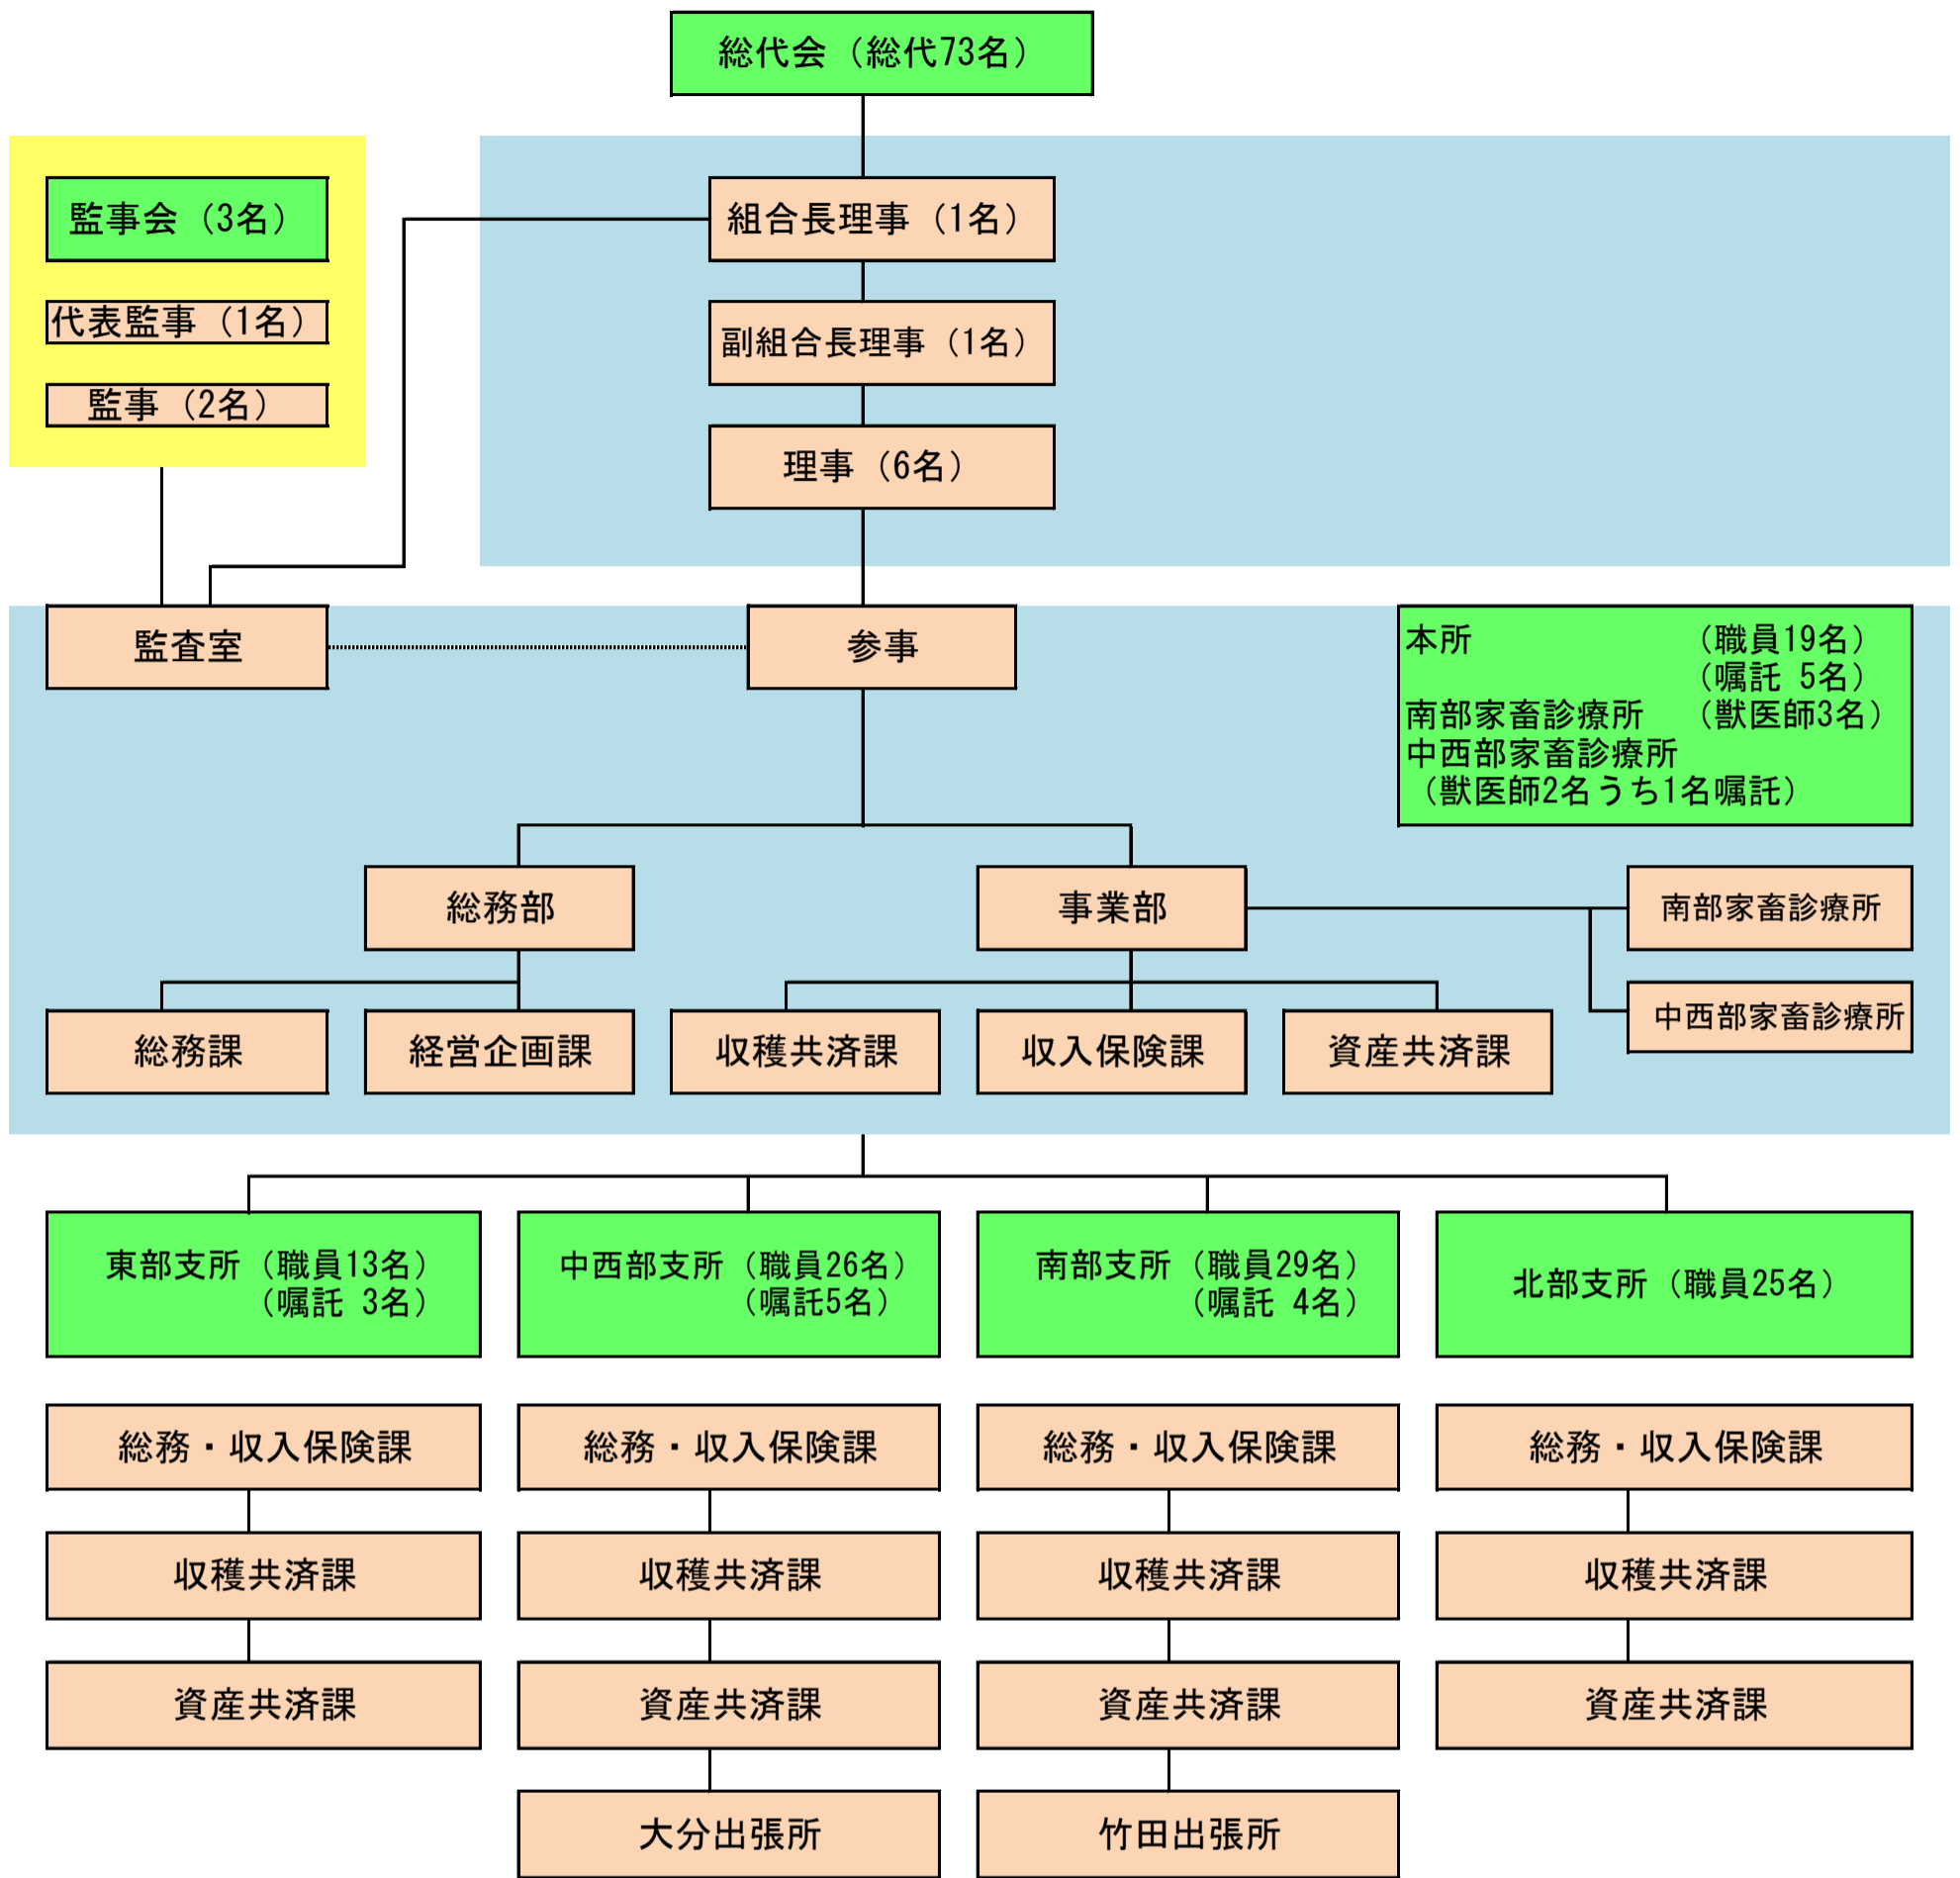 総代会（総代73名）
監事会（3名）
代表監事（1名）
監事（2名）
組合長理事（1名）
副組合長理事（1名）
理事（6名）
監査室
参事
本所　　　　　　（職員19名）
（嘱託 5名）
南部家畜診療所　（獣医師3名）
中西部家畜診療所
（獣医師2名うち1名嘱託）
総務部
事業部
南部家畜診療所
中西部家畜診療所
総務課
経営企画課
収穫共済課
収入保険課
資産共済課
東部支所（職員13名）
（嘱託 3名）
中西部支所（職員26名）
（嘱託5名）
南部支所（職員29名）
（嘱託 4名）
北部支所（職員25名）
総務・収入保険課
総務・収入保険課
総務・収入保険課
総務・収入保険課
収穫共済課
収穫共済課
収穫共済課
収穫共済課
資産共済課
資産共済課
資産共済課
資産共済課
大分出張所
竹田出張所